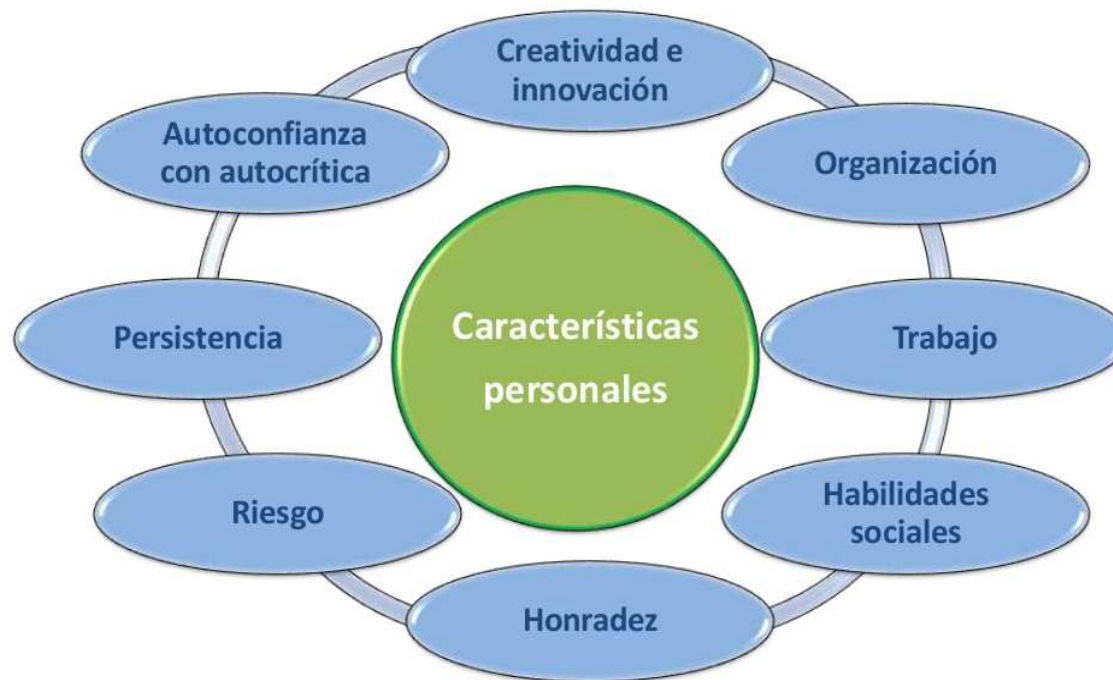 Creatividad e
innovación
Autoconfianza
con autocrítica
Organización
Características
personales
Persistencia
Trabajo
Riesgo
Habilidades
sociales
Honradez